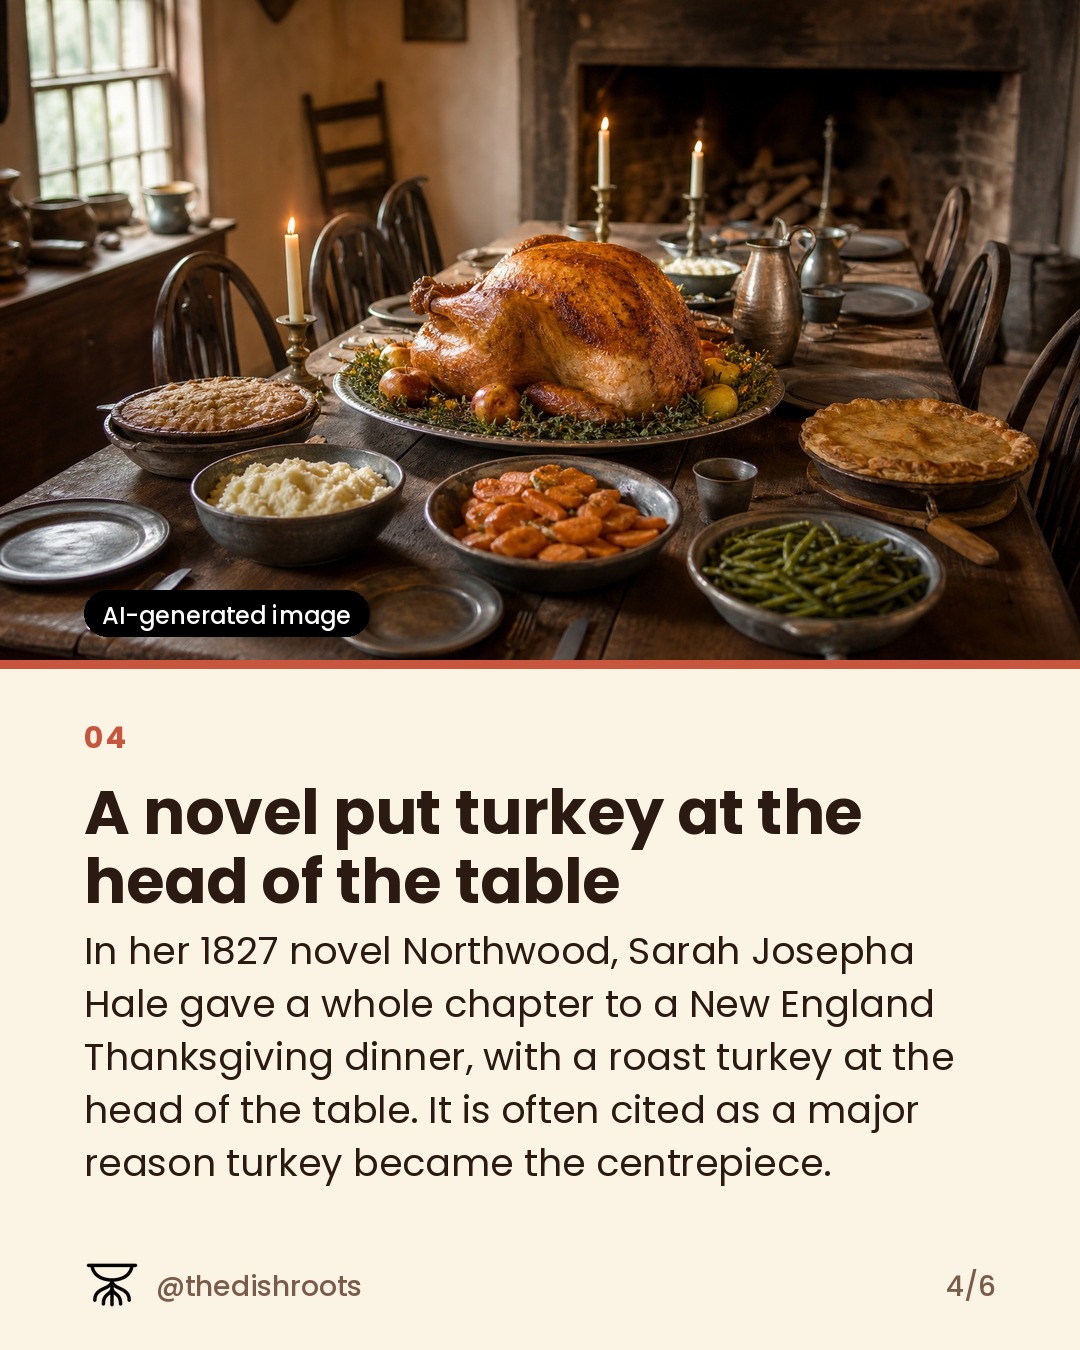 AI-generated image
04
A novel put turkey at the
head of the table
In her 1827 novel Northwood, Sarah Josepha
Hale gave a whole chapter to a New England
Thanksgiving dinner, with a roast turkey at the
head of the table. It is often cited as a major
reason turkey became the centrepiece.
@thedishroots
4/6